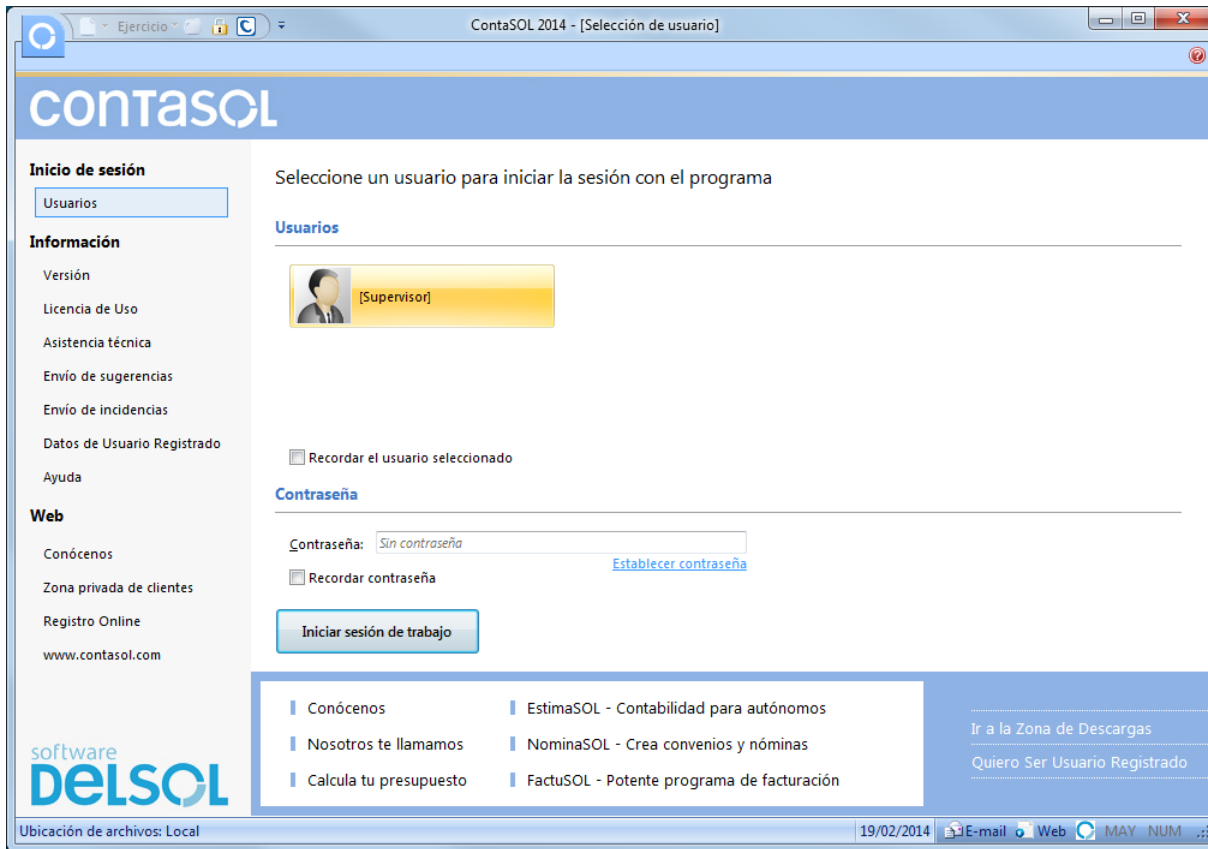 Ejercicio
ContaSOL 2014 - [Selección de usuario]
contasol
Inicio de sesión
Usuarios
Información
Versión
Licencia de Uso
Asistencia técnica
Envío de sugerencias
Envío de incidencias
Datos de Usuario Registrado
Ayuda
Web
Conócenos
Zona privada de clientes
Registro Online
www.contasol.com
software
DELSOL
Seleccione un usuario para iniciar la sesión con el programa
Usuarios
[Supervisor]
Recordar el usuario seleccionado
Contraseña
Contraseña: Sin contraseña
Establecer contraseña
Recordar contraseña
Iniciar sesión de trabajo
Conócenos
Nosotros te llamamos
Calcula tu presupuesto
EstimaSOL - Contabilidad para autónomos
NominaSOL - Crea convenios y nóminas
FactuSOL - Potente programa de facturación
Ir a la Zona de Descargas
Quiero Ser Usuario Registrado
Ubicación de archivos: Local
19/02/2014 E-mail Web MAY NUM